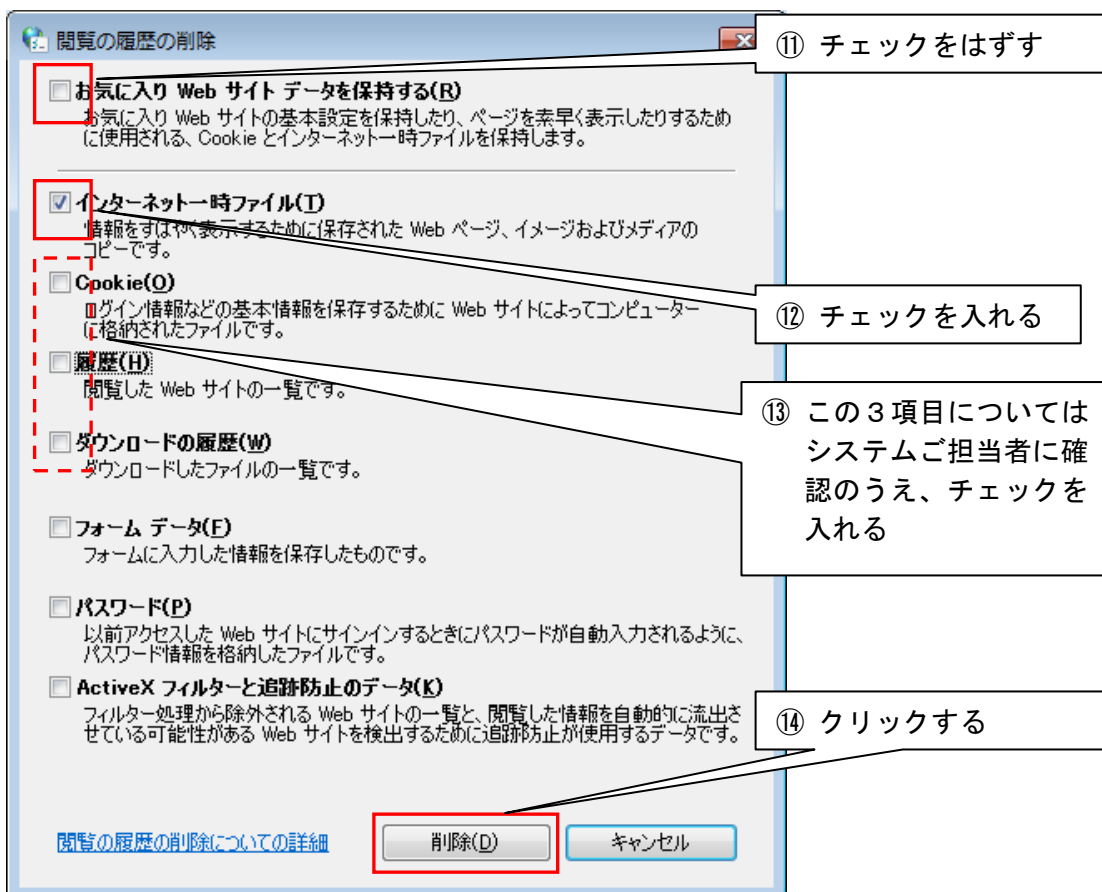 閲覧の履歴の削除
⑪ チェックをはずす
お気に入り Web サイト データを保持する(R)
お気に入り Web サイトの基本設定を保持したり、ページを素早く表示したりするため
に使用される、Cookie とインターネット一時ファイルを保持します。
インターネット一時ファイル(T)
情報をすばやく表示するために保存された Web ページ、イメージおよびメディアの
コピーです。
Cookie(O)
ログイン情報などの基本情報を保存するために Web サイトによってコンピューター
に格納されたファイルです。
⑫ チェックを入れる
履歴(H)
閲覧した Web サイトの一覧です。
⑬ この3項目については
システムご担当者に確
認のうえ、チェックを
入れる
ダウンロードの履歴(W)
ダウンロードしたファイルの一覧です。
フォーム データ(F)
フォームに入力した情報を保存したものです。
パスワード(P)
以前アクセスした Web サイトにサインインするときにパスワードが自動入力されるように、
パスワード情報を格納したファイルです。
ActiveX フィルターと追跡防止のデータ(K)
フィルター処理から除外される Web サイトの一覧と、閲覧した情報を自動的に流出さ
せている可能性がある Web サイトを検出するために追跡防止が使用するデータです。
⑭ クリックする
閲覧の履歴の削除についての詳細
削除(D)
キャンセル